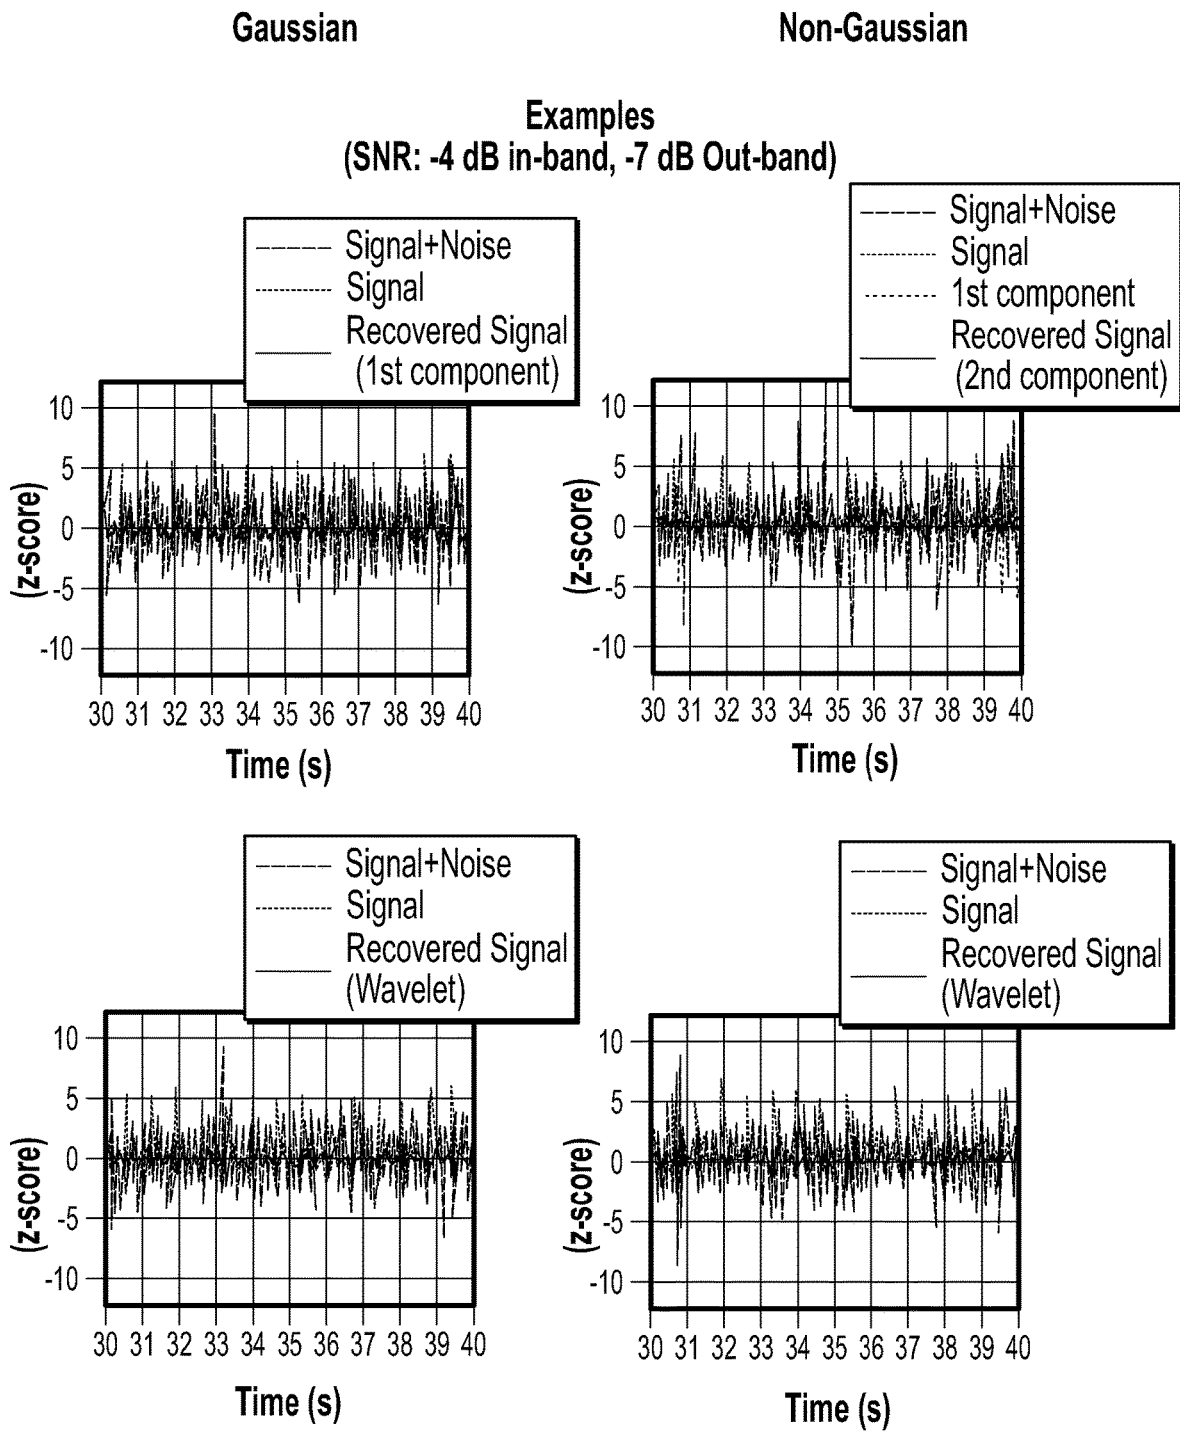 Gaussian
Non-Gaussian
Examples
(SNR: -4 dB in-band, -7 dB Out-band)
Signal+Noise
Signal
Recovered Signal
(1st component)
10
5
0
-5
-10
(z-score)
30 31 32 33 34 35 36 37 38 39 40
Time (s)
Signal+Noise
Signal
1st component
Recovered Signal
(2nd component)
10
5
0
-5
-10
(z-score)
30 31 32 33 34 35 36 37 38 39 40
Time (s)
Signal+Noise
Signal
Recovered Signal
(Wavelet)
10
5
0
-5
-10
(z-score)
30 31 32 33 34 35 36 37 38 39 40
Time (s)
Signal+Noise
Signal
Recovered Signal
(Wavelet)
10
5
0
-5
-10
(z-score)
30 31 32 33 34 35 36 37 38 39 40
Time (s)